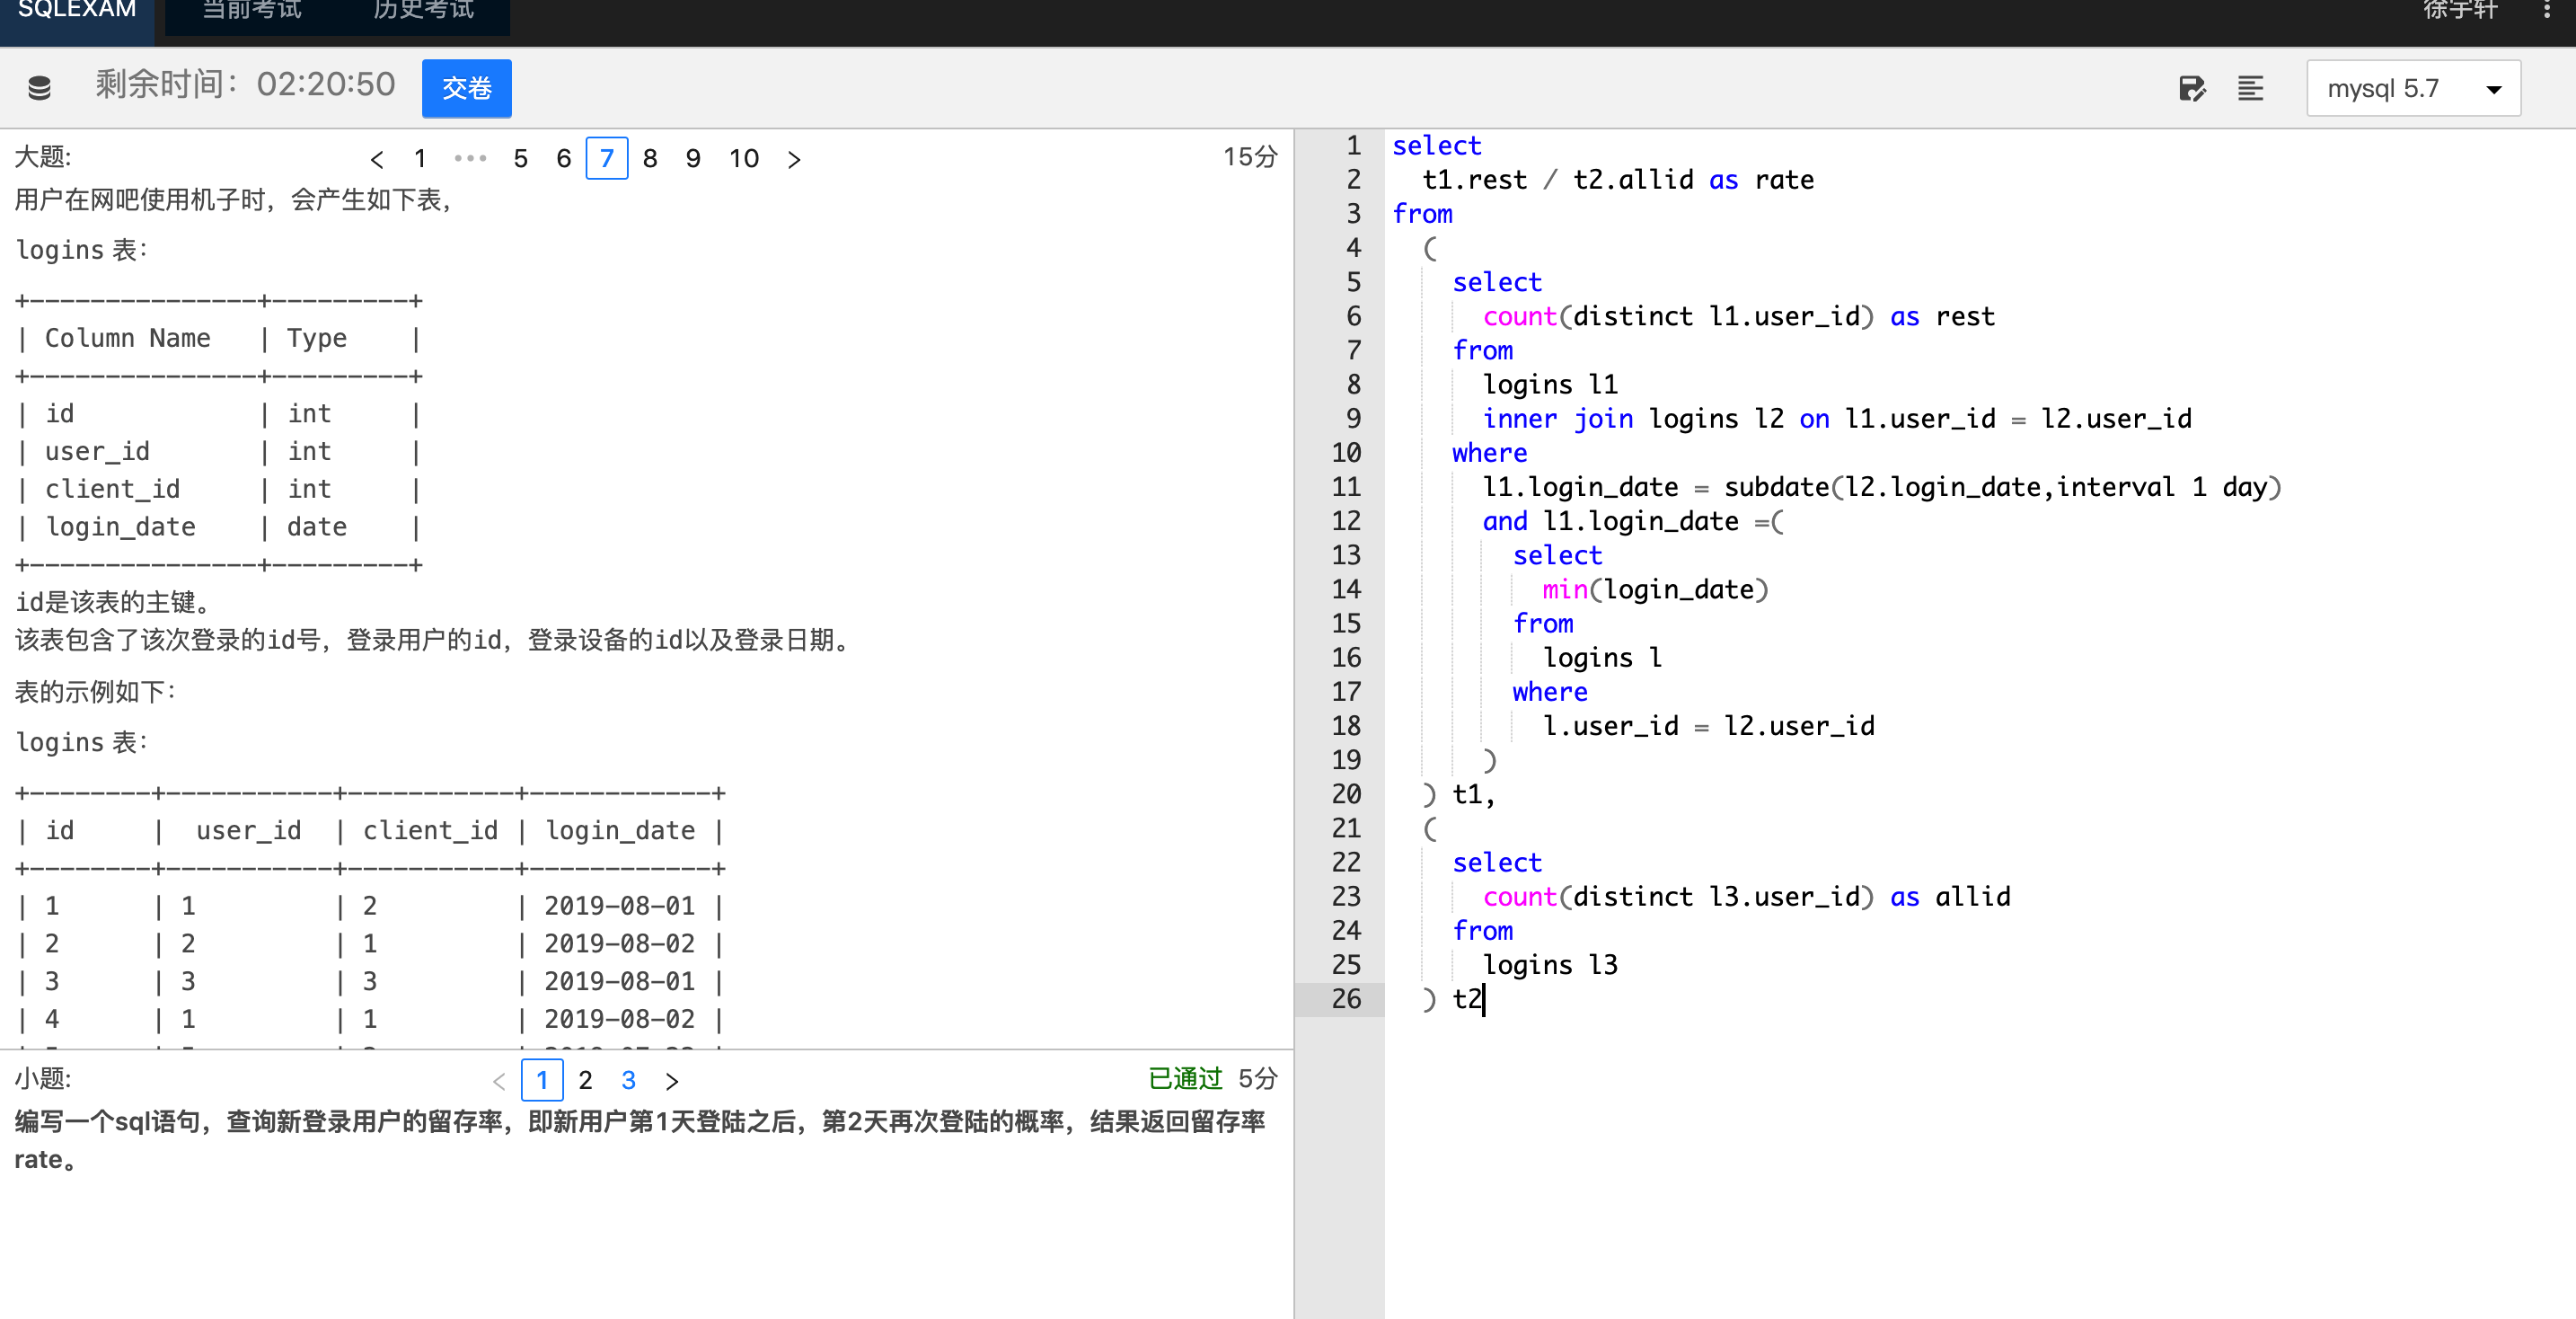 SQLEXAM 当前考试 历史考试 徐宇轩
剩余时间：02:20:50 交卷 mysql 5.7
大题: < 1 ••• 5 6 7 8 9 10 > 15分
用户在网吧使用机子时，会产生如下表，
logins 表：
+---------------+---------+
| Column Name   | Type    |
+---------------+---------+
| id            | int     |
| user_id       | int     |
| client_id     | int     |
| login_date    | date    |
+---------------+---------+
id是该表的主键。
该表包含了该次登录的id号，登录用户的id，登录设备的id以及登录日期。
表的示例如下：
logins 表：
+--------+-----------+-----------+------------+
| id     |  user_id  | client_id | login_date |
+--------+-----------+-----------+------------+
| 1      | 1         | 2         | 2019-08-01 |
| 2      | 2         | 1         | 2019-08-02 |
| 3      | 3         | 3         | 2019-08-01 |
| 4      | 1         | 1         | 2019-08-02 |
小题: < 1 2 3 > 已通过 5分
编写一个sql语句，查询新登录用户的留存率，即新用户第1天登陆之后，第2天再次登陆的概率，结果返回留存率
rate。
1 select
2   t1.rest / t2.allid as rate
3 from
4   (
5     select
6       count(distinct l1.user_id) as rest
7     from
8       logins l1
9       inner join logins l2 on l1.user_id = l2.user_id
10     where
11       l1.login_date = subdate(l2.login_date,interval 1 day)
12       and l1.login_date =(
13         select
14           min(login_date)
15         from
16           logins l
17         where
18           l.user_id = l2.user_id
19       )
20   ) t1,
21   (
22     select
23       count(distinct l3.user_id) as allid
24     from
25       logins l3
26   ) t2